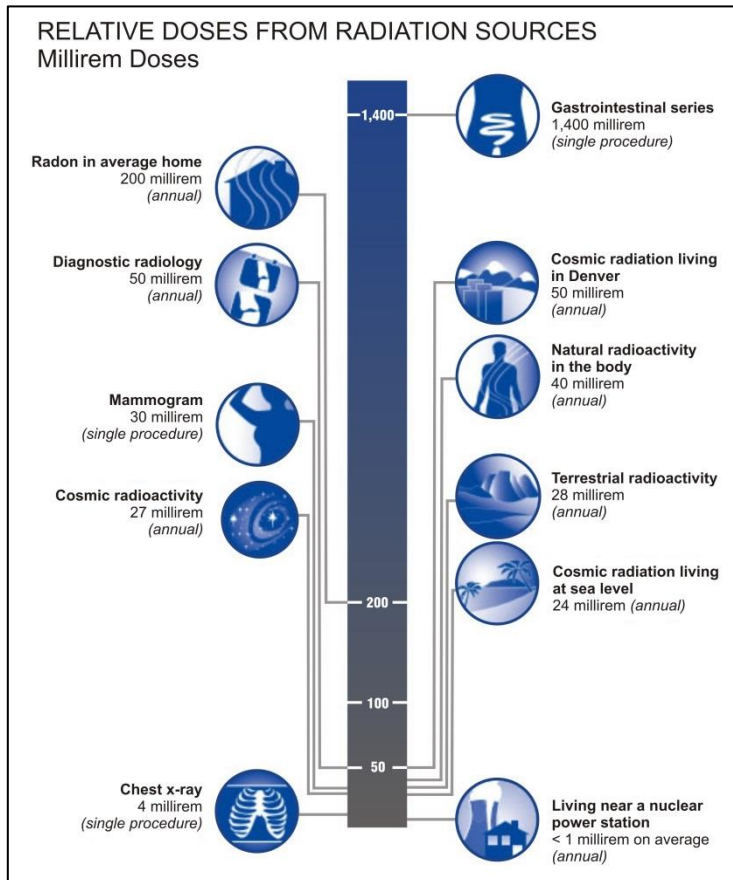 RELATIVE DOSES FROM RADIATION SOURCES
Millirem Doses
1,400
Gastrointestinal series
1,400 millirem
(single procedure)
Radon in average home
200 millirem
(annual)
Diagnostic radiology
50 millirem
(annual)
Cosmic radiation living
in Denver
50 millirem
(annual)
Natural radioactivity
in the body
40 millirem
(annual)
Mammogram
30 millirem
(single procedure)
Terrestrial radioactivity
28 millirem
(annual)
Cosmic radioactivity
27 millirem
(annual)
Cosmic radiation living
at sea level
24 millirem (annual)
200
100
50
Chest x-ray
4 millirem
(single procedure)
Living near a nuclear
power station
< 1 millirem on average
(annual)